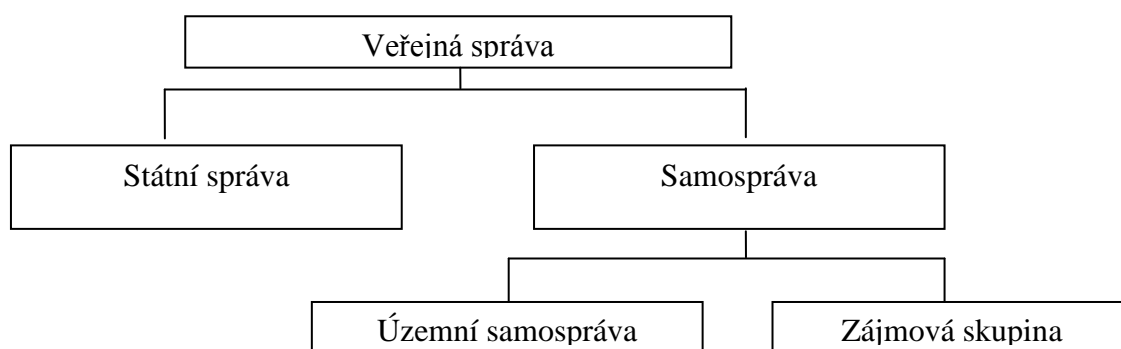 Veřejná správa
Státní správa
Samospráva
Územní samospráva
Zájmová skupina